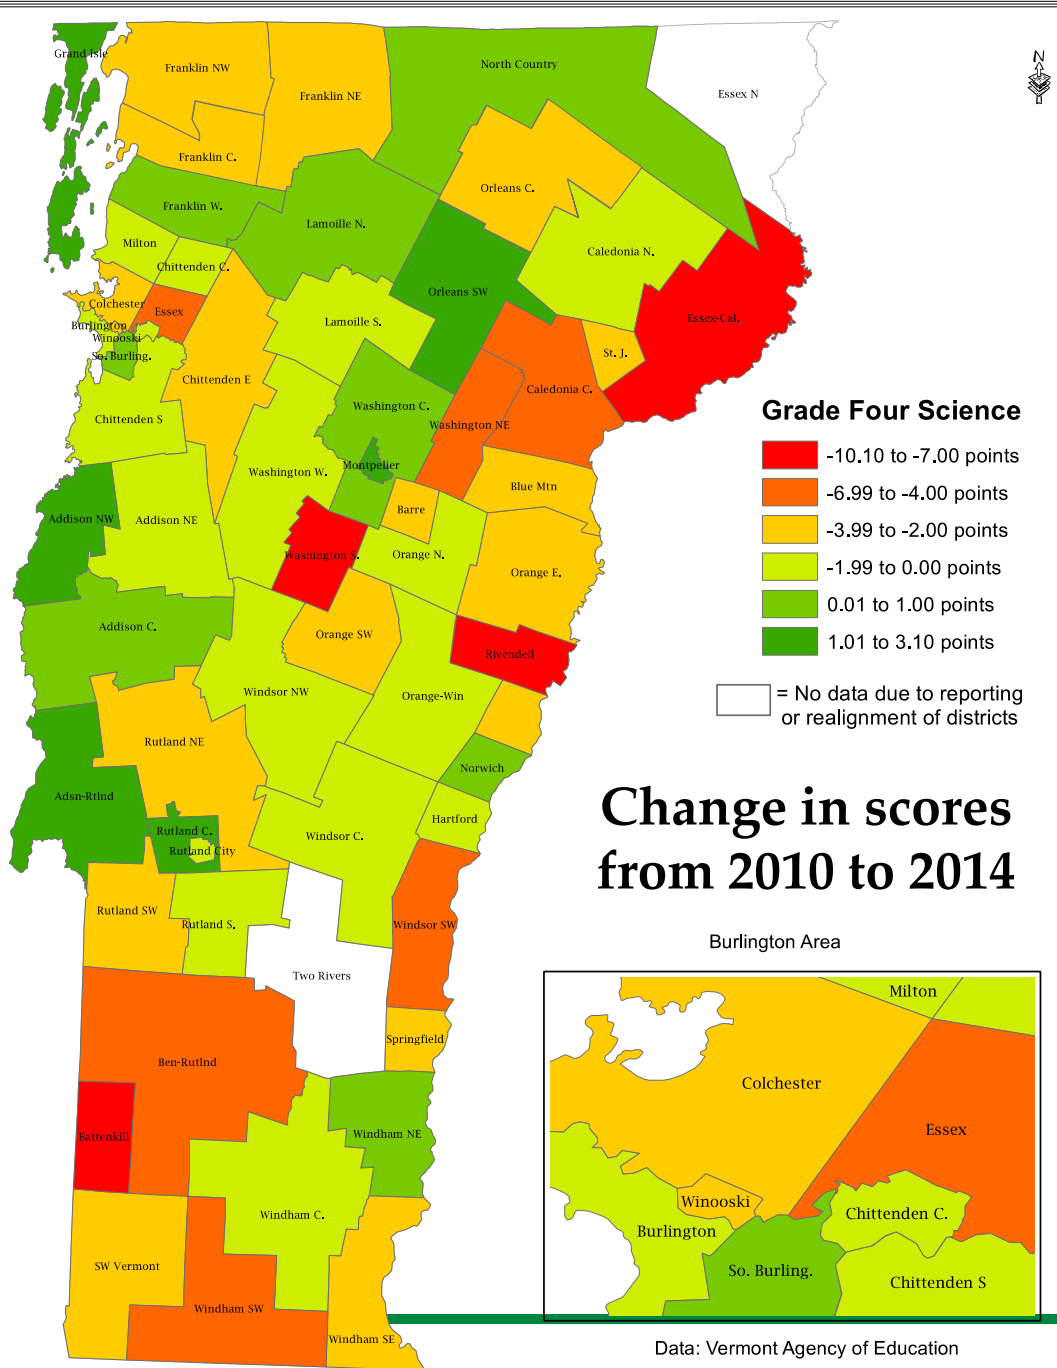 Grand Isle
Franklin NW
North Country
N
Franklin NE
Essex N
Franklin C.
Orleans C.
Franklin W.
Lamoille N.
Milton
Caledonia N.
Chittenden C.
Orleans SW
Colchester
Essex
Essex-Cal.
Burlington
Lamoille S.
Winooski
So. Burling.
St. J.
Chittenden E
Caledonia C.
Washington C.
Chittenden S
Washington NE
Montpelier
Washington W.
Blue Mtn
Barre
Addison NW
Addison NE
Washington S.
Orange N.
Orange E.
Addison C.
Orange SW
Rivendell
Windsor NW
Orange-Win
Rutland NE
Norwich
Adsn-Rtlnd
Hartford
Rutland C.
Windsor C.
Rutland City
Rutland SW
Rutland S.
Windsor SW
Two Rivers
Springfield
Ben-Rutlnd
Battenkill
Windham NE
Windham C.
SW Vermont
Windham SW
Windham SE
Grade Four Science
-10.10 to -7.00 points
-6.99 to -4.00 points
-3.99 to -2.00 points
-1.99 to 0.00 points
0.01 to 1.00 points
1.01 to 3.10 points
= No data due to reporting
or realignment of districts
Change in scores
from 2010 to 2014
Burlington Area
Milton
Colchester
Essex
Winooski
Chittenden C.
Burlington
So. Burling.
Chittenden S
Data: Vermont Agency of Education